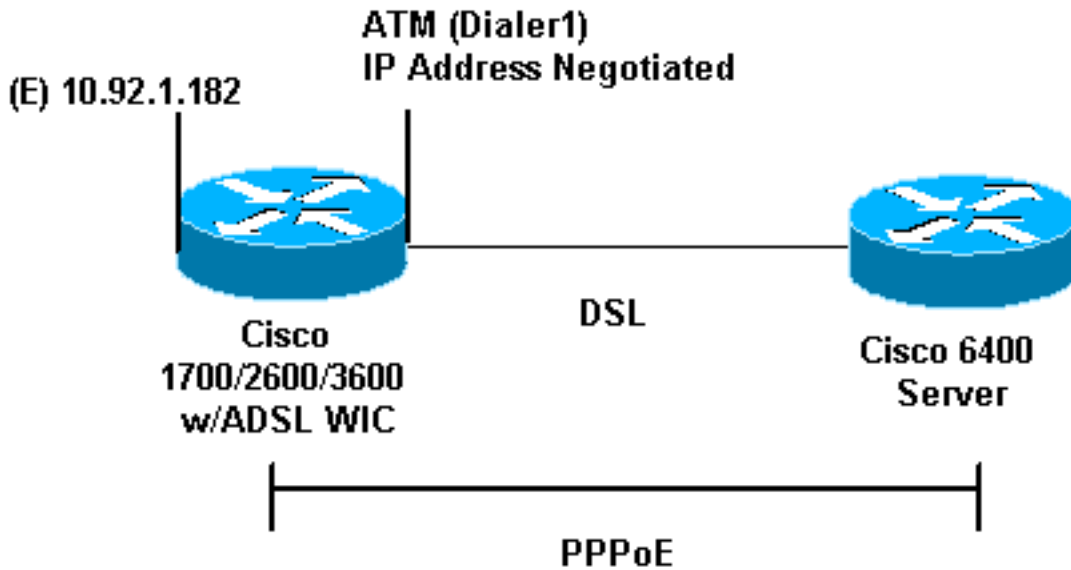 ATM (Dialer1)
IP Address Negotiated
(E) 10.92.1.182
DSL
Cisco
1700/2600/3600
w/ADSL WIC
Cisco 6400
Server
PPPoE